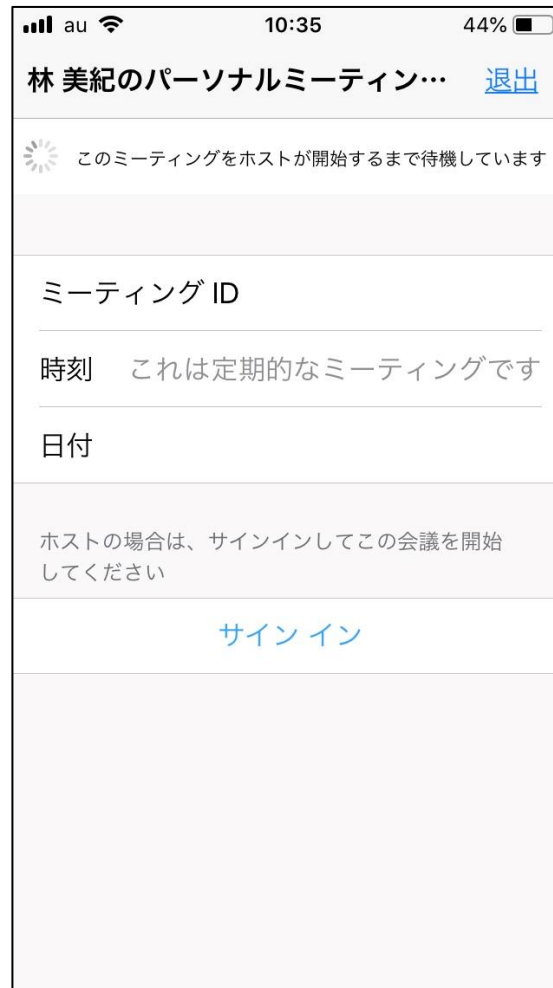 au 10:35 44%
林 美紀のパーソナルミーティン… 退出
このミーティングをホストが開始するまで待機しています
ミーティング ID
時刻 これは定期的なミーティングです
日付
ホストの場合は、サインインしてこの会議を開始
してください
サイン イン